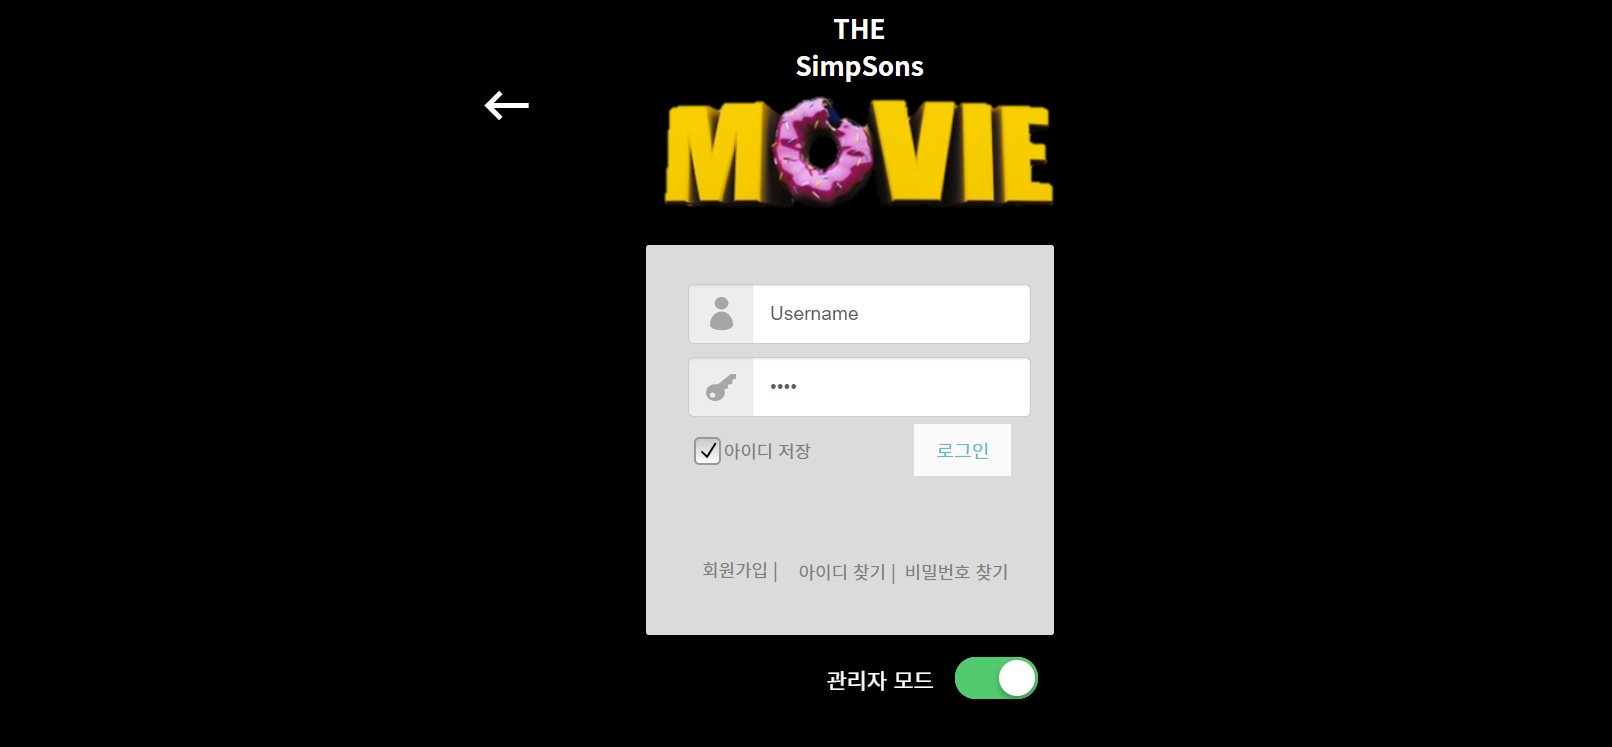 THE
SimpSons
MOVIE
Username
••••
아이디 저장
로그인
회원가입 | 아이디 찾기 | 비밀번호 찾기
관리자 모드